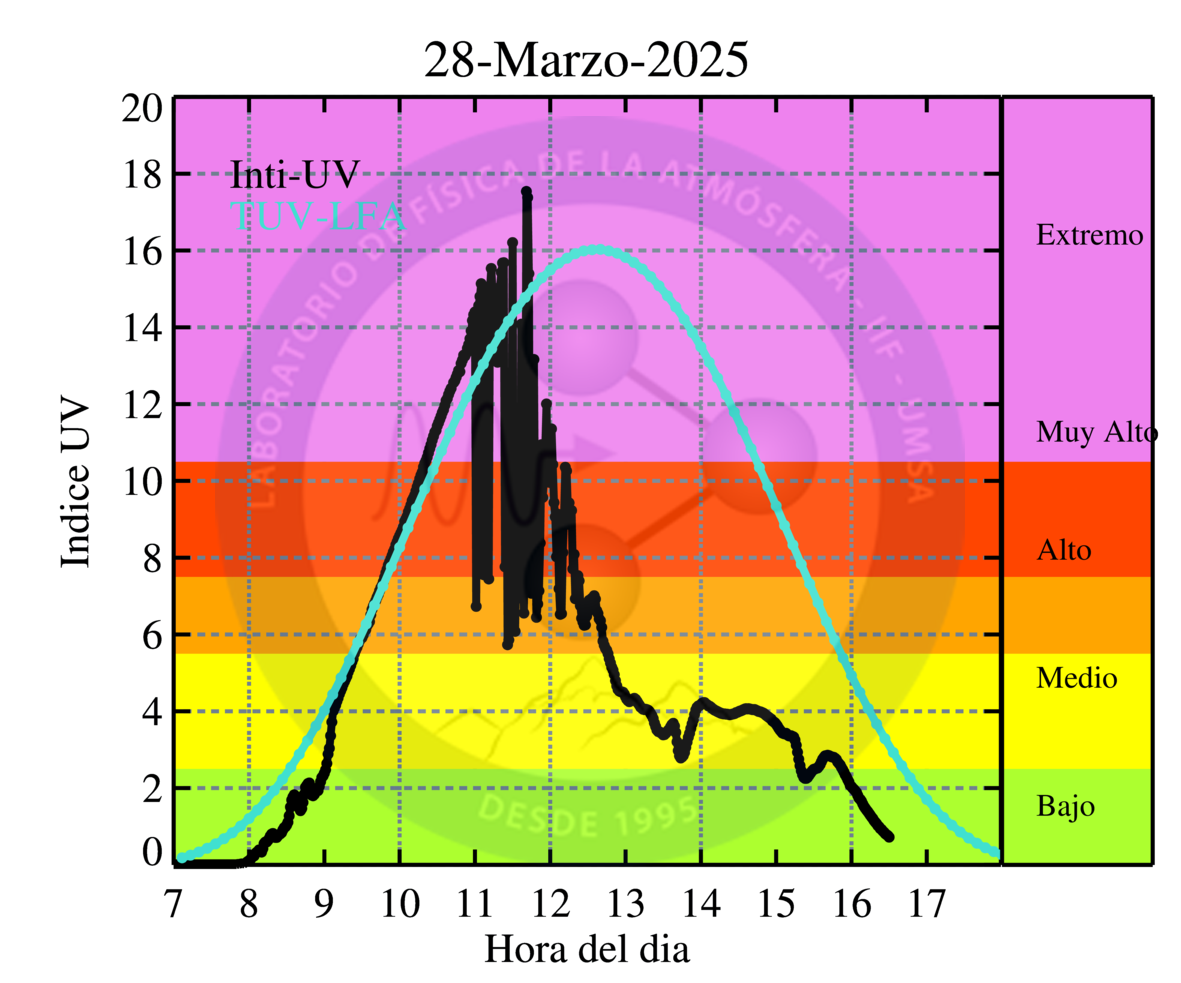 28-Marzo-2025
20
18
16
14
12
10
8
6
4
2
0
Indice UV
Inti-UV
TUV-LFA
LABORATORIO DE FÍSICA DE LA ATMÓSFERA - IIF - UMSA
DESDE 1995
Extremo
Muy Alto
Alto
Medio
Bajo
7 8 9 10 11 12 13 14 15 16 17
Hora del dia